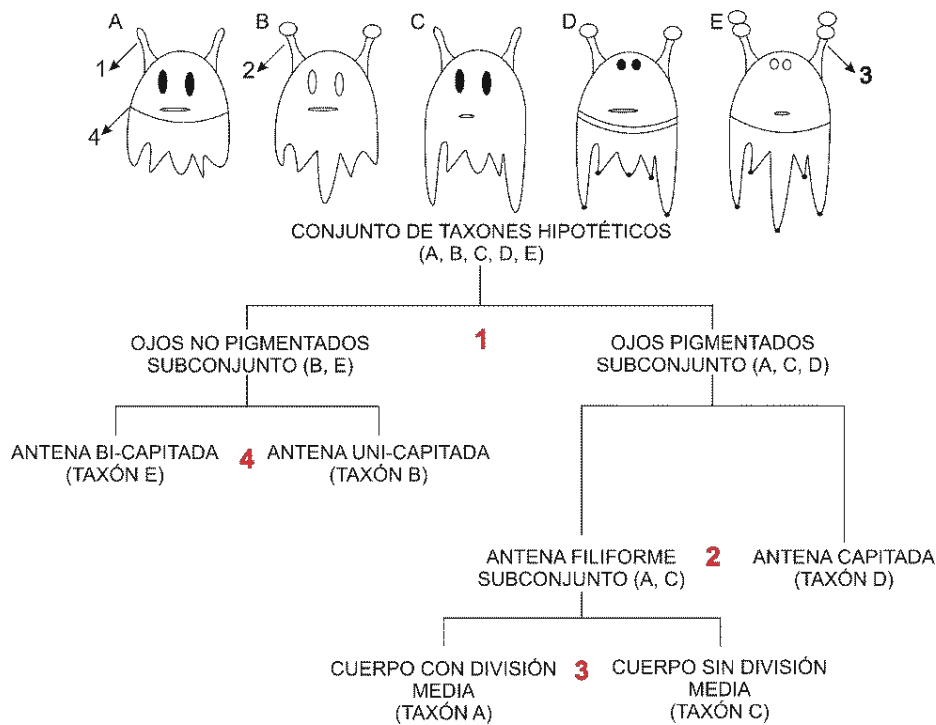 A B C D E
1 2 3
4
CONJUNTO DE TAXONES HIPOTÉTICOS
(A, B, C, D, E)
OJOS NO PIGMENTADOS 1 OJOS PIGMENTADOS
SUBCONJUNTO (B, E) SUBCONJUNTO (A, C, D)
ANTENA BI-CAPITADA 4 ANTENA UNI-CAPITADA
(TAXÓN E) (TAXÓN B)
ANTENA FILIFORME 2 ANTENA CAPITADA
SUBCONJUNTO (A, C) (TAXÓN D)
CUERPO CON DIVISIÓN 3 CUERPO SIN DIVISIÓN
MEDIA MEDIA
(TAXÓN A) (TAXÓN C)